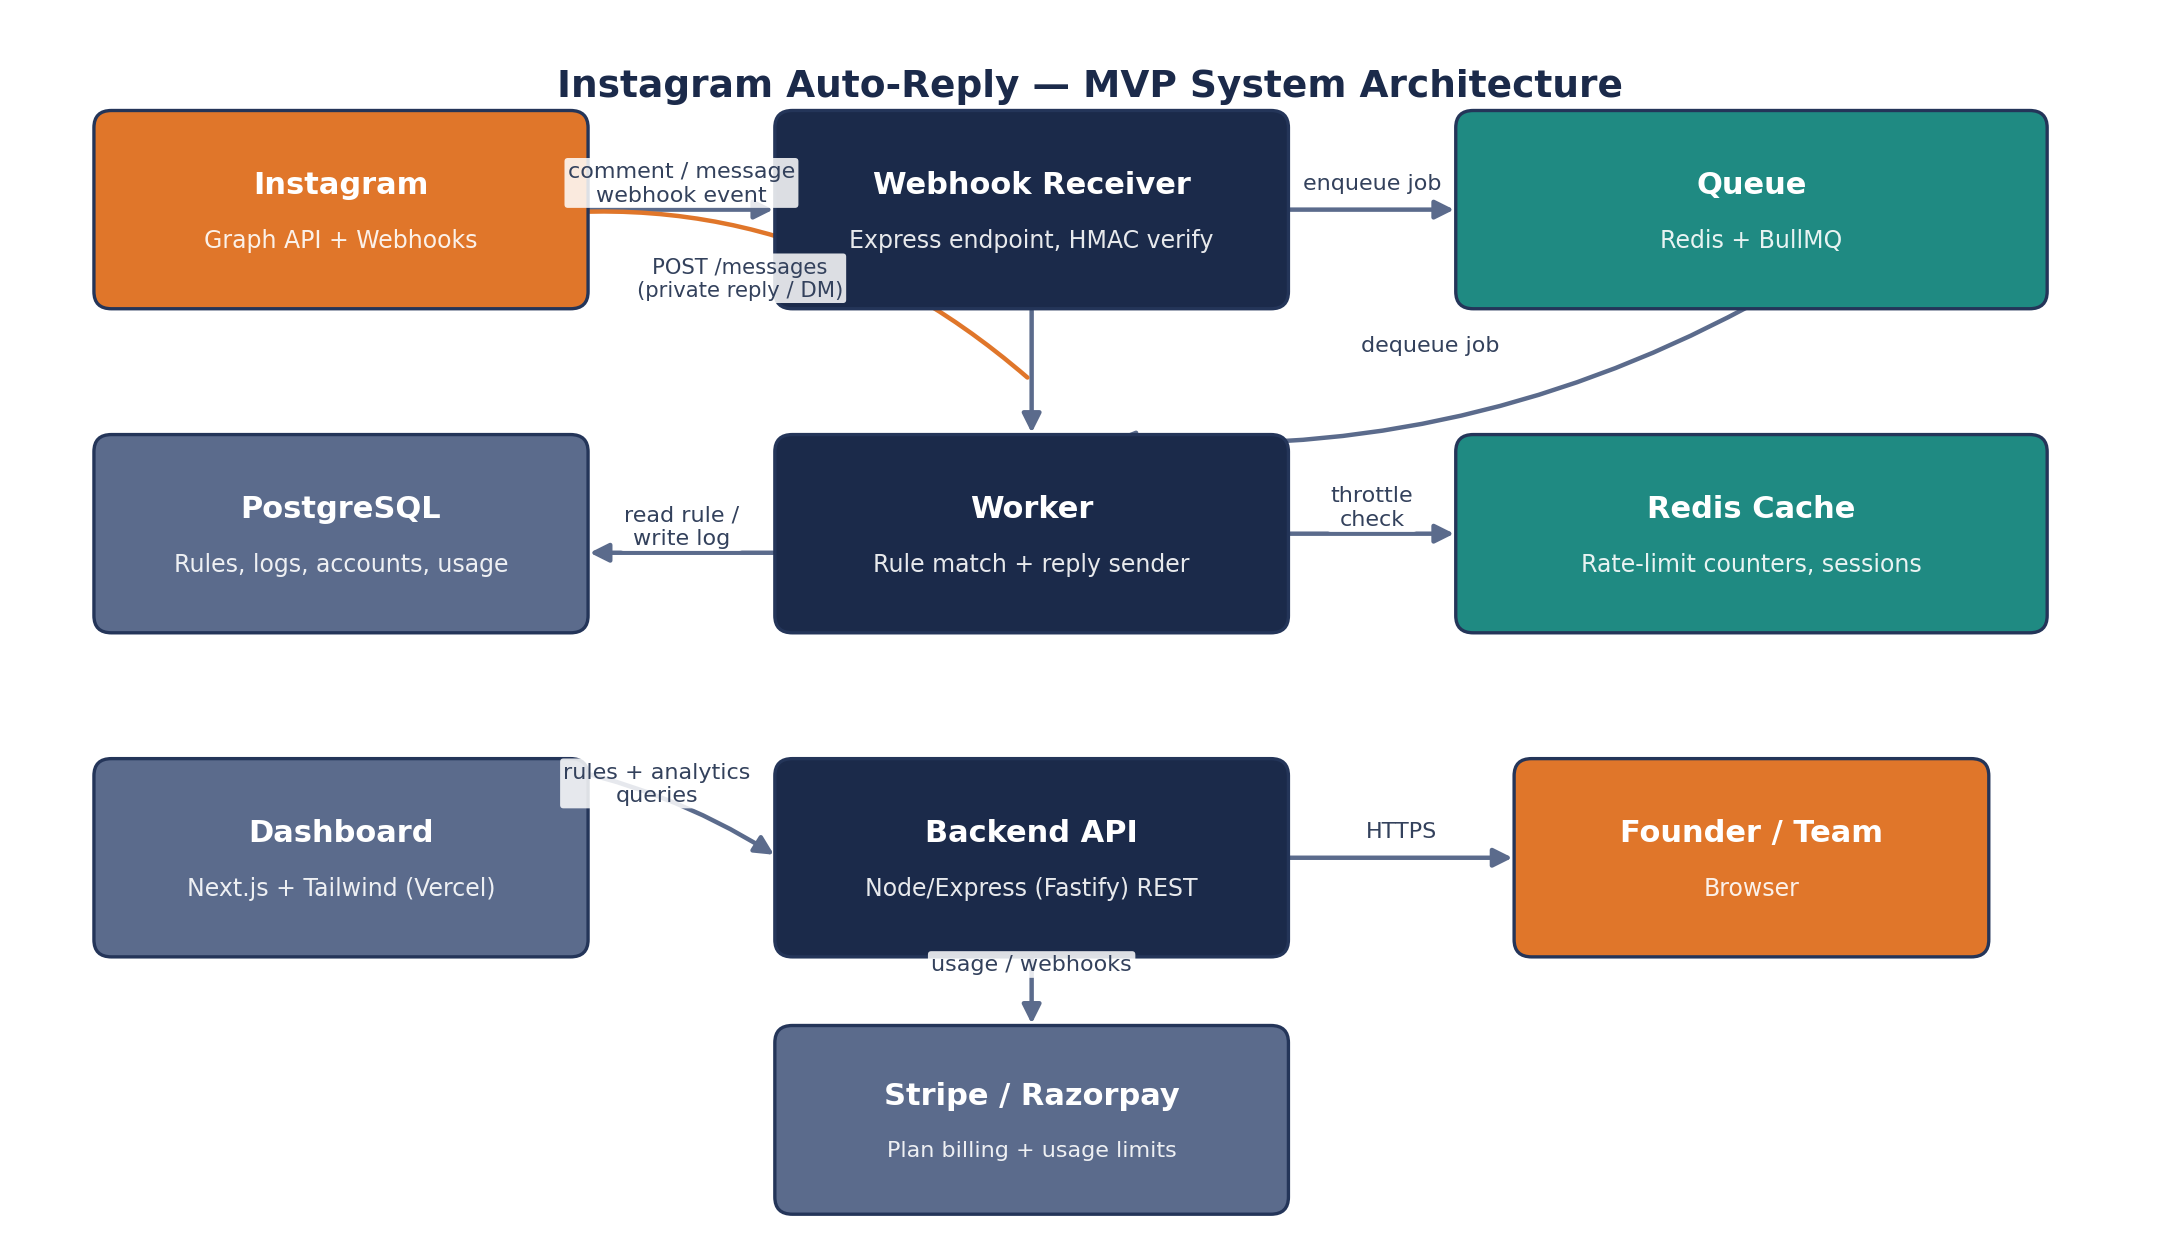 Instagram Auto-Reply — MVP System Architecture
Instagram
Graph API + Webhooks
comment / message
webhook event
Webhook Receiver
Express endpoint, HMAC verify
enqueue job
Queue
Redis + BullMQ
POST /messages
(private reply / DM)
dequeue job
PostgreSQL
Rules, logs, accounts, usage
read rule /
write log
Worker
Rule match + reply sender
throttle
check
Redis Cache
Rate-limit counters, sessions
Dashboard
Next.js + Tailwind (Vercel)
rules + analytics
queries
Backend API
Node/Express (Fastify) REST
HTTPS
Founder / Team
Browser
usage / webhooks
Stripe / Razorpay
Plan billing + usage limits